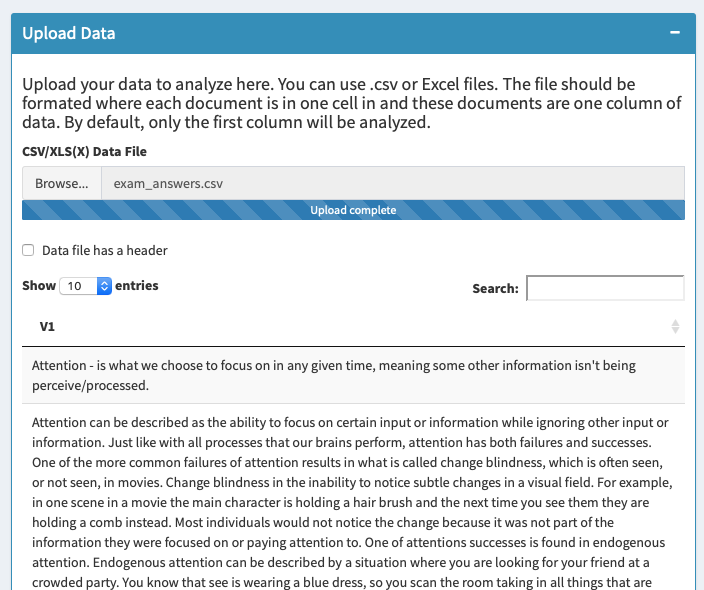 Upload Data
Upload your data to analyze here. You can use .csv or Excel files. The file should be
formated where each document is in one cell in and these documents are one column of
data. By default, only the first column will be analyzed.
CSV/XLS(X) Data File
Browse... exam_answers.csv
Upload complete
Data file has a header
Show 10 entries Search:
V1
Attention - is what we choose to focus on in any given time, meaning some other information isn't being
perceive/processed.
Attention can be described as the ability to focus on certain input or information while ignoring other input or
information. Just like with all processes that our brains perform, attention has both failures and successes.
One of the more common failures of attention results in what is called change blindness, which is often seen,
or not seen, in movies. Change blindness in the inability to notice subtle changes in a visual field. For example,
in one scene in a movie the main character is holding a hair brush and the next time you see them they are
holding a comb instead. Most individuals would not notice the change because it was not part of the
information they were focused on or paying attention to. One of attentions successes is found in endogenous
attention. Endogenous attention can be described by a situation where you are looking for your friend at a
crowded party. You know that see is wearing a blue dress, so you scan the room taking in all things that are